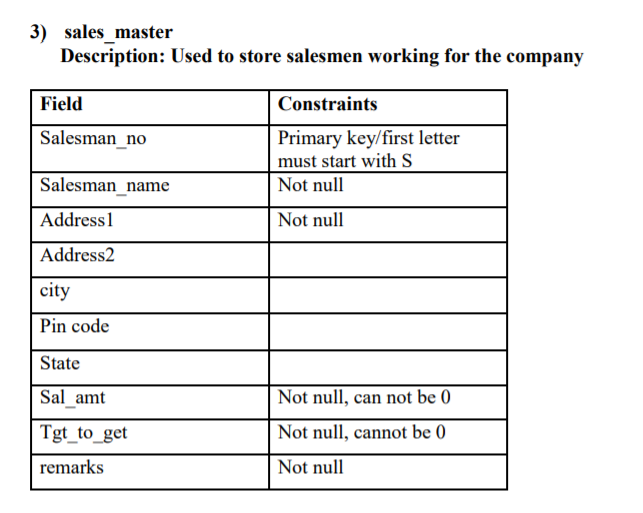 3) sales_master
Description: Used to store salesmen working for the company
Field Constraints
Salesman_no Primary key/first letter
must start with S
Salesman_name Not null
Address1 Not null
Address2
city
Pin code
State
Sal_amt Not null, can not be 0
Tgt_to_get Not null, cannot be 0
remarks Not null